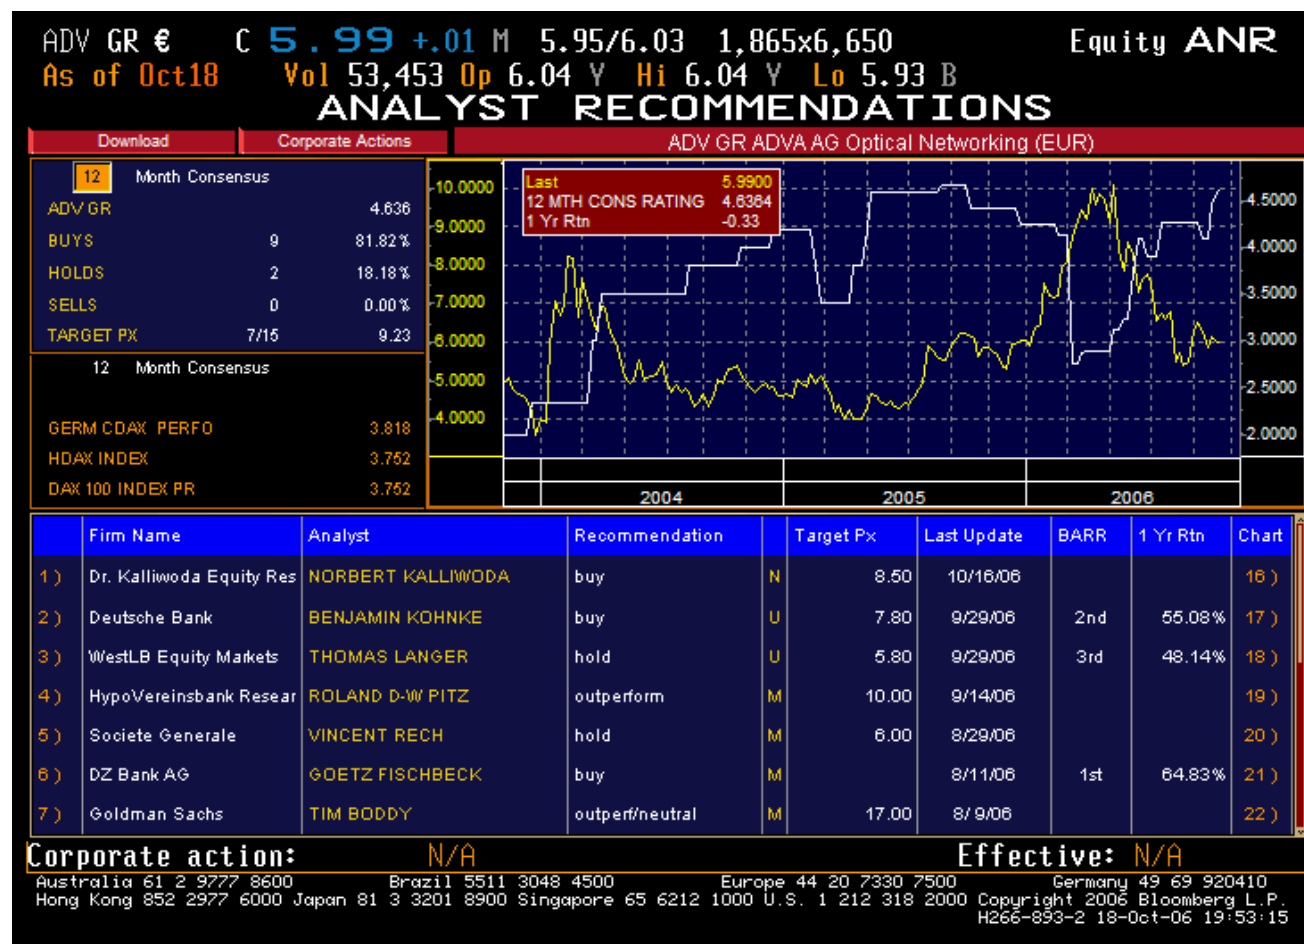 ADV GR € C 5.99 +.01 M 5.95/6.03 1,865x6,650 Equity ANR
As of Oct18 Vol 53,453 Op 6.04 Y Hi 6.04 Y Lo 5.93 B
ANALYST RECOMMENDATIONS
Download Corporate Actions ADV GR ADVA AG Optical Networking (EUR)
12 Month Consensus
ADV GR 4.636
BUYS 9 81.82%
HOLDS 2 18.18%
SELLS 0 0.00%
TARGET PX 7/15 9.23
12 Month Consensus
GERM CDAX PERFO 3.818
HDAX INDEX 3.752
DAX 100 INDEX PR 3.752
10.0000
9.0000
8.0000
7.0000
6.0000
5.0000
4.0000
Last 5.9900
12 MTH CONS RATING 4.6364
1 Yr Rtn -0.33
4.5000
4.0000
3.5000
3.0000
2.5000
2.0000
2004 2005 2006
Firm Name Analyst Recommendation Target Px Last Update BARR 1 Yr Rtn Chart
1) Dr. Kalliwoda Equity Res NORBERT KALLIWODA buy N 8.50 10/16/06 16)
2) Deutsche Bank BENJAMIN KOHNKE buy U 7.80 9/29/06 2nd 55.08% 17)
3) WestLB Equity Markets THOMAS LANGER hold U 5.80 9/29/06 3rd 48.14% 18)
4) HypoVereinsbank Resear ROLAND D-W PITZ outperform M 10.00 9/14/06 19)
5) Societe Generale VINCENT RECH hold M 6.00 8/29/06 20)
6) DZ Bank AG GOETZ FISCHBECK buy M 8/11/06 1st 64.83% 21)
7) Goldman Sachs TIM BODDY outperf/neutral M 17.00 8/ 9/06 22)
Corporate action: N/A Effective: N/A
Australia 61 2 9777 8600 Brazil 5511 3048 4500 Europe 44 20 7330 7500 Germany 49 69 920410
Hong Kong 852 2977 6000 Japan 81 3 3201 8900 Singapore 65 6212 1000 U.S. 1 212 318 2000 Copyright 2006 Bloomberg L.P.
H266-893-2 18-Oct-06 19:53:15